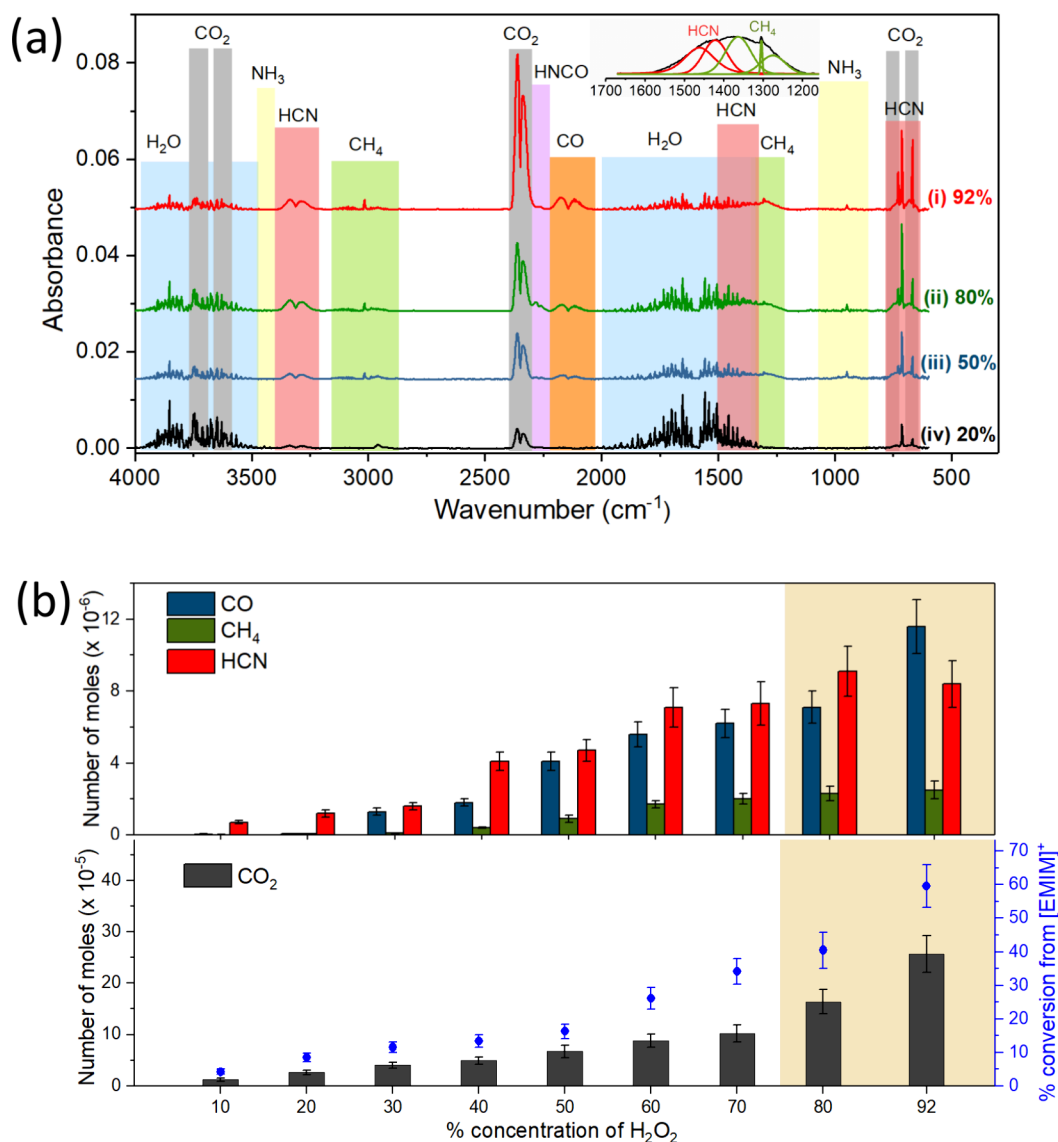 (a)
CO₂
NH₃
H₂O
HCN
CH₄
CO₂
HNCO
CO
HCN
CH₄
1700 1600 1500 1400 1300 1200
H₂O
HCN
CH₄
NH₃
CO₂
HCN
Absorbance
0.08
0.06
0.04
0.02
0.00
(i) 92%
(ii) 80%
(iii) 50%
(iv) 20%
4000 3500 3000 2500 2000 1500 1000 500
Wavenumber (cm⁻¹)
(b)
CO
CH₄
HCN
Number of moles (x 10⁻⁶)
12
8
4
0
CO₂
Number of moles (x 10⁻⁵)
40
30
20
10
0
70
60
50
40
30
20
10
0
% conversion from [EMIM]⁺
10 20 30 40 50 60 70 80 92
% concentration of H₂O₂